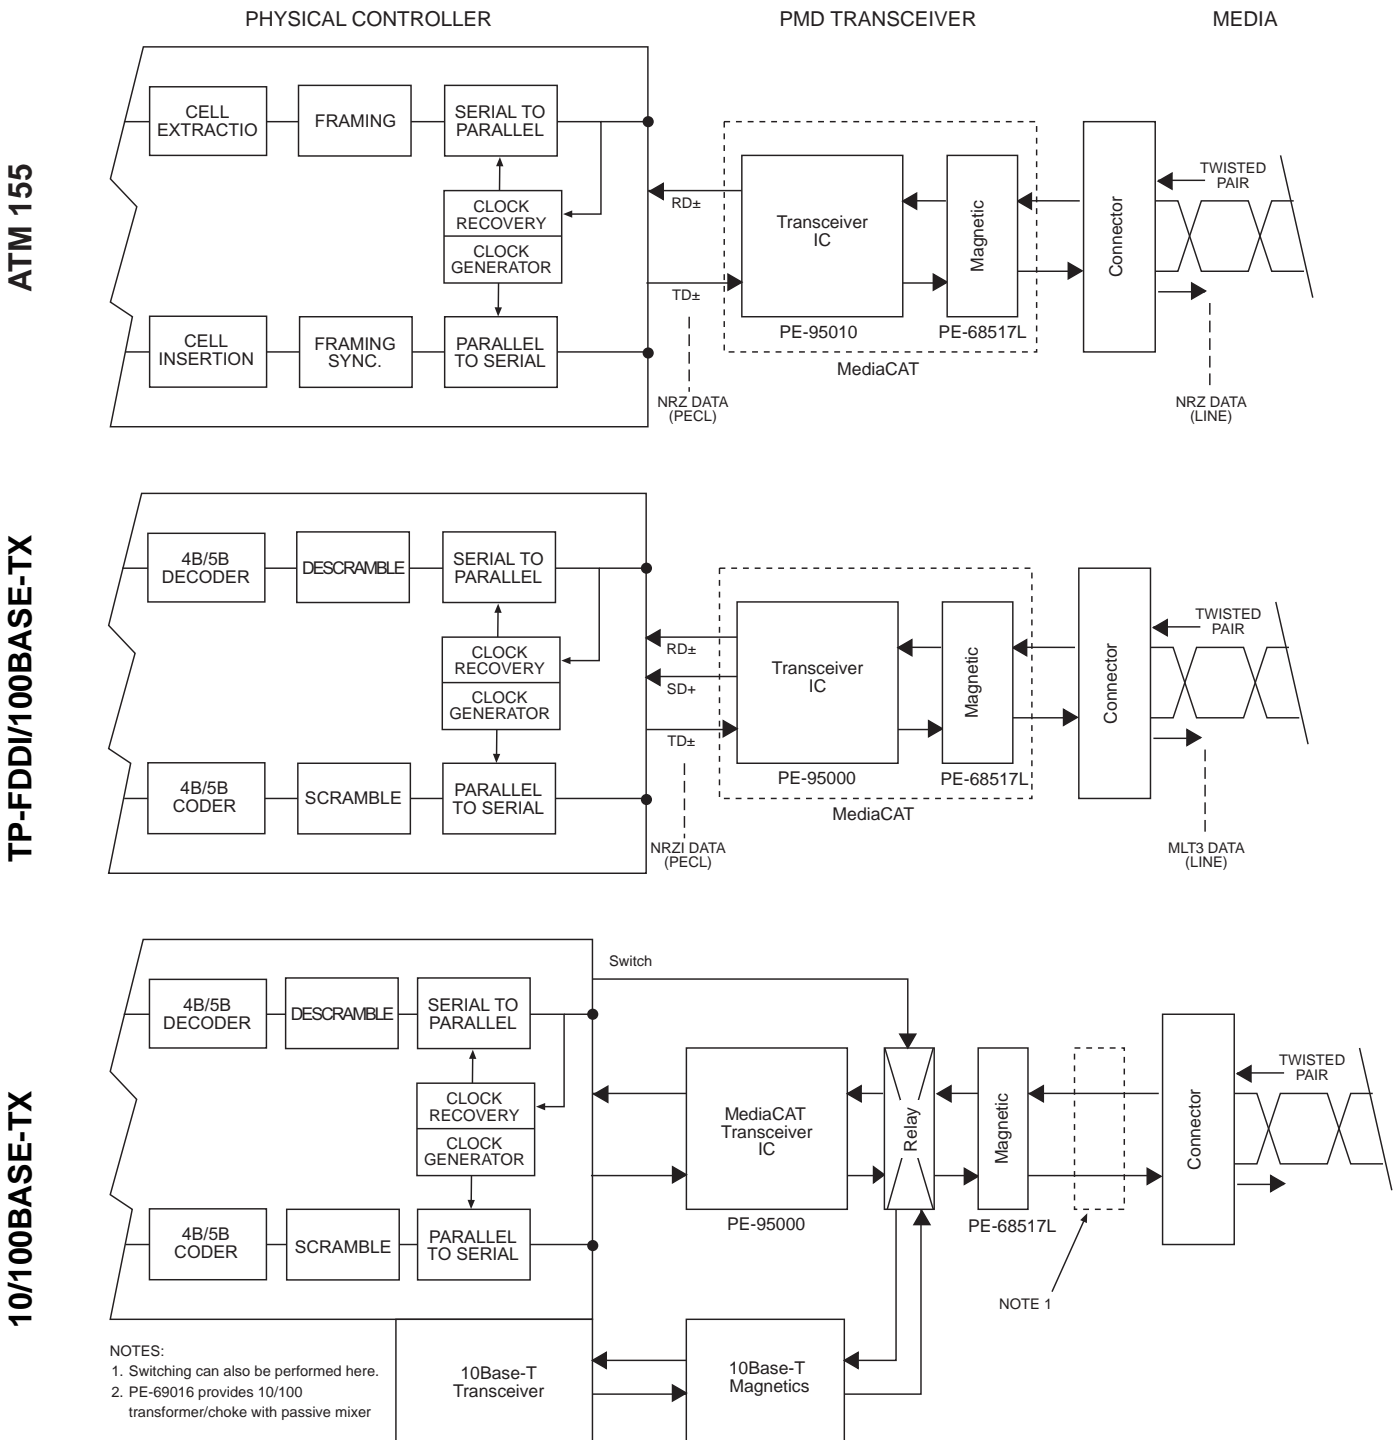 PHYSICAL CONTROLLER
PMD TRANSCEIVER
MEDIA
ATM 155
CELL
EXTRACTIO
FRAMING
SERIAL TO
PARALLEL
CLOCK
RECOVERY
CLOCK
GENERATOR
CELL
INSERTION
FRAMING
SYNC.
PARALLEL
TO SERIAL
RD±
TD±
NRZ DATA
(PECL)
Transceiver
IC
PE-95010
Magnetic
PE-68517L
MediaCAT
Connector
TWISTED
PAIR
NRZ DATA
(LINE)
TP-FDDI/100BASE-TX
4B/5B
DECODER
DESCRAMBLE
SERIAL TO
PARALLEL
CLOCK
RECOVERY
CLOCK
GENERATOR
4B/5B
CODER
SCRAMBLE
PARALLEL
TO SERIAL
RD±
SD+
TD±
NRZI DATA
(PECL)
Transceiver
IC
PE-95000
Magnetic
PE-68517L
MediaCAT
Connector
TWISTED
PAIR
MLT3 DATA
(LINE)
10/100BASE-TX
4B/5B
DECODER
DESCRAMBLE
SERIAL TO
PARALLEL
CLOCK
RECOVERY
CLOCK
GENERATOR
4B/5B
CODER
SCRAMBLE
PARALLEL
TO SERIAL
Switch
MediaCAT
Transceiver
IC
PE-95000
Relay
Magnetic
PE-68517L
NOTE 1
Connector
TWISTED
PAIR
10Base-T
Transceiver
10Base-T
Magnetics
NOTES:
1. Switching can also be performed here.
2. PE-69016 provides 10/100
transformer/choke with passive mixer